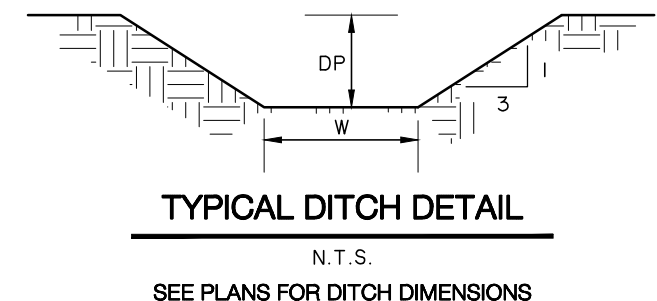 DP
1
3
W
TYPICAL DITCH DETAIL
N.T.S.
SEE PLANS FOR DITCH DIMENSIONS